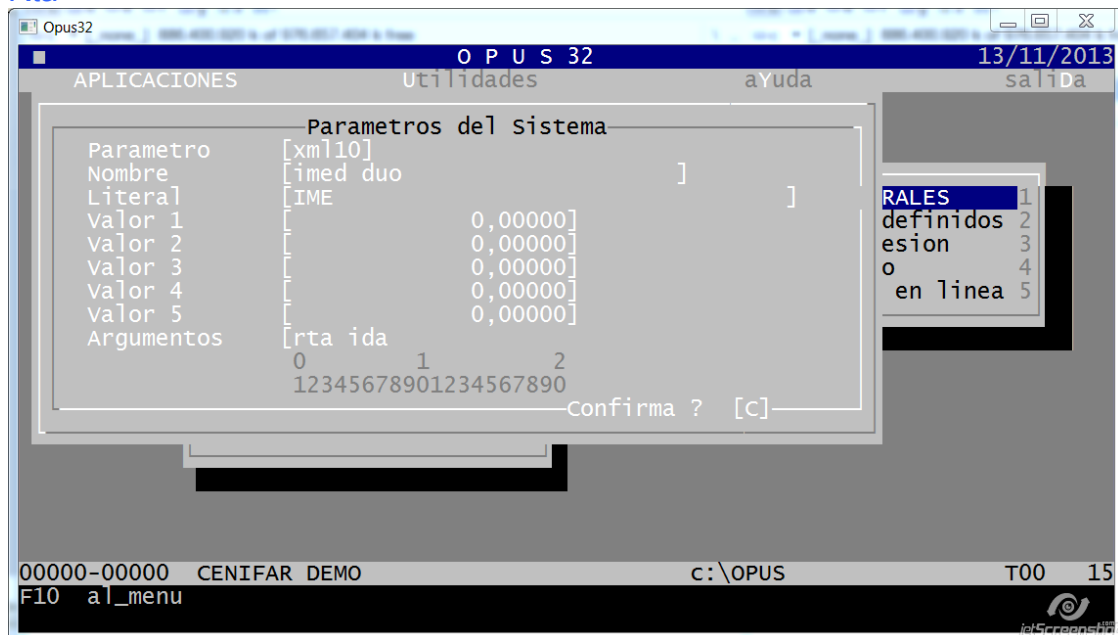 Opus32
O P U S 32 13/11/2013
APLICACIONES Utilidades aYuda saliDa
Parametros del Sistema
Parametro [xml10]
Nombre [imed duo ]
Literal [IME ]
Valor 1 [ 0,00000]
Valor 2 [ 0,00000]
Valor 3 [ 0,00000]
Valor 4 [ 0,00000]
Valor 5 [ 0,00000]
Argumentos [rta ida
0 1 2
12345678901234567890
Confirma ? [C]
RALES 1
definidos 2
esion 3
o 4
en linea 5
00000-00000 CENIFAR DEMO c:\OPUS T00 15
F10 al_menu